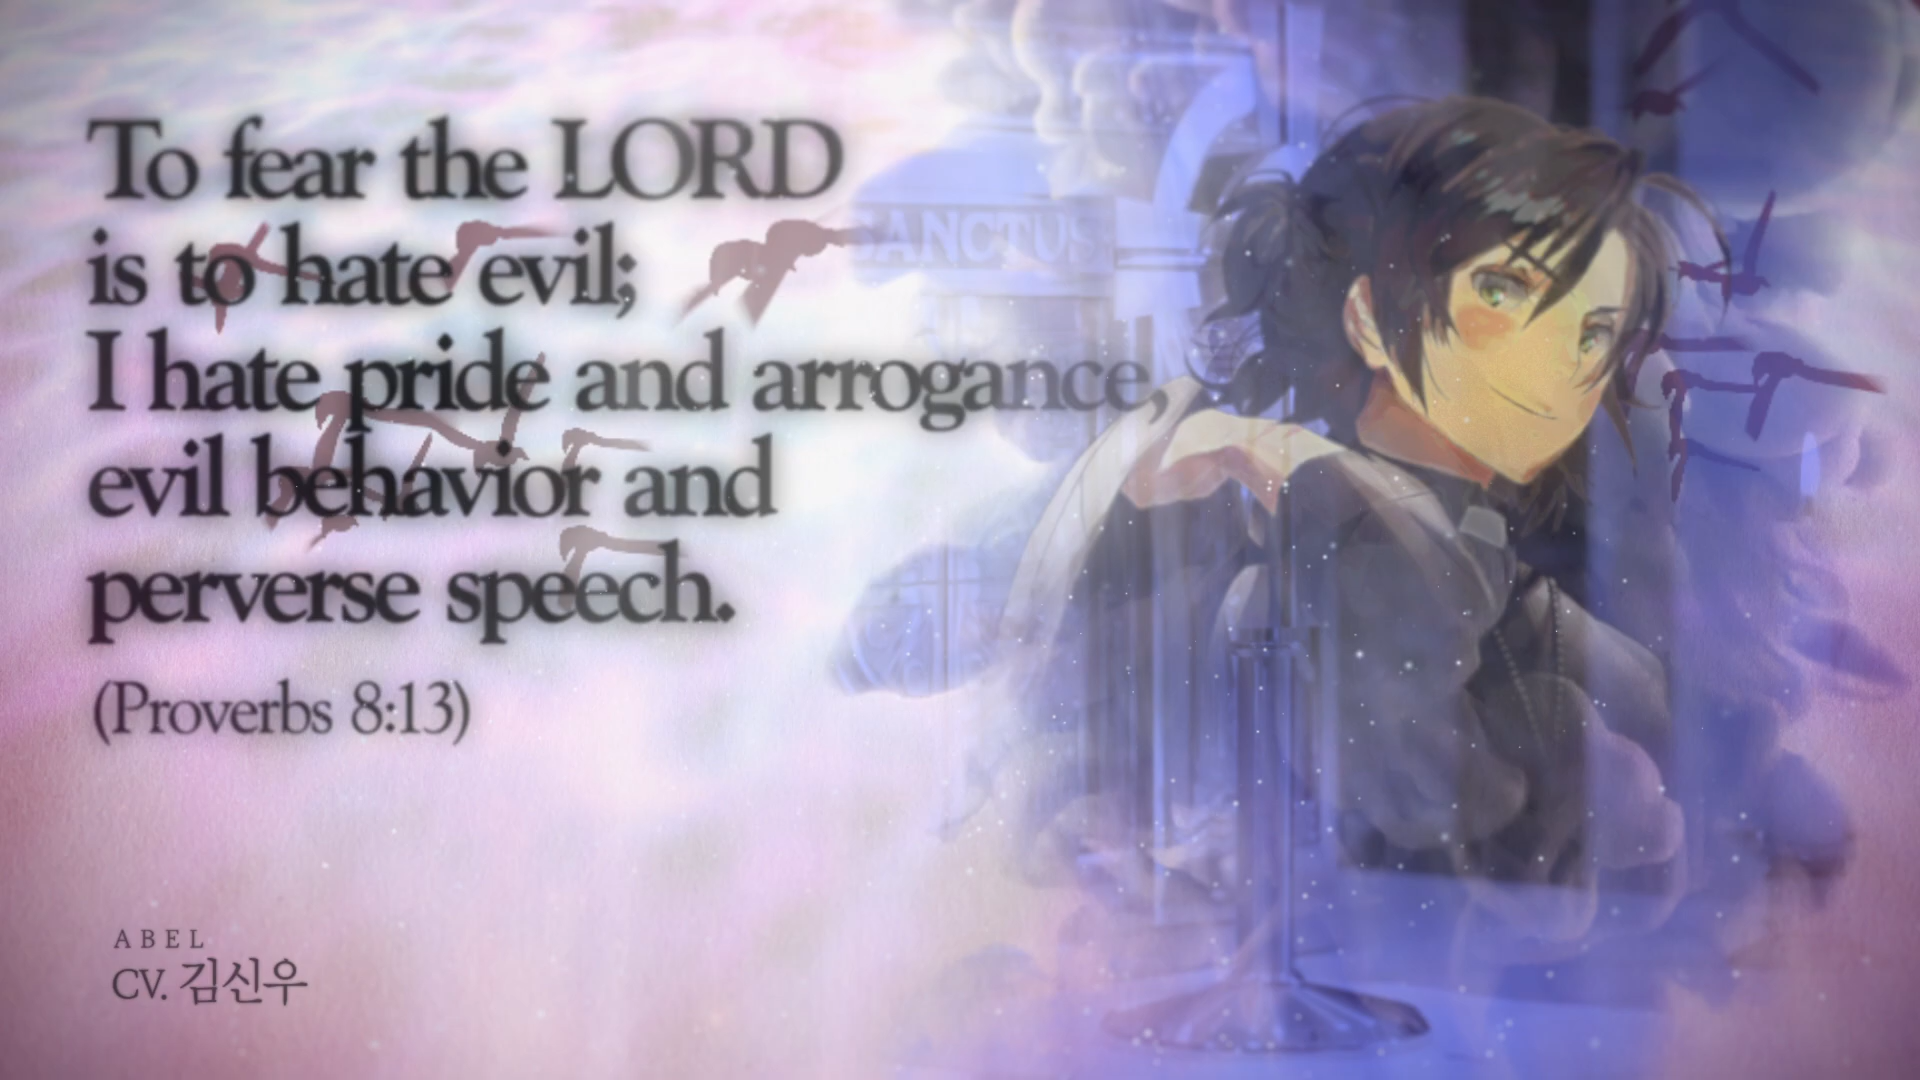 To fear the LORD
is to hate evil;
I hate pride and arrogance,
evil behavior and
perverse speech.
(Proverbs 8:13)
SANCTUS
ABEL
CV. 김신우